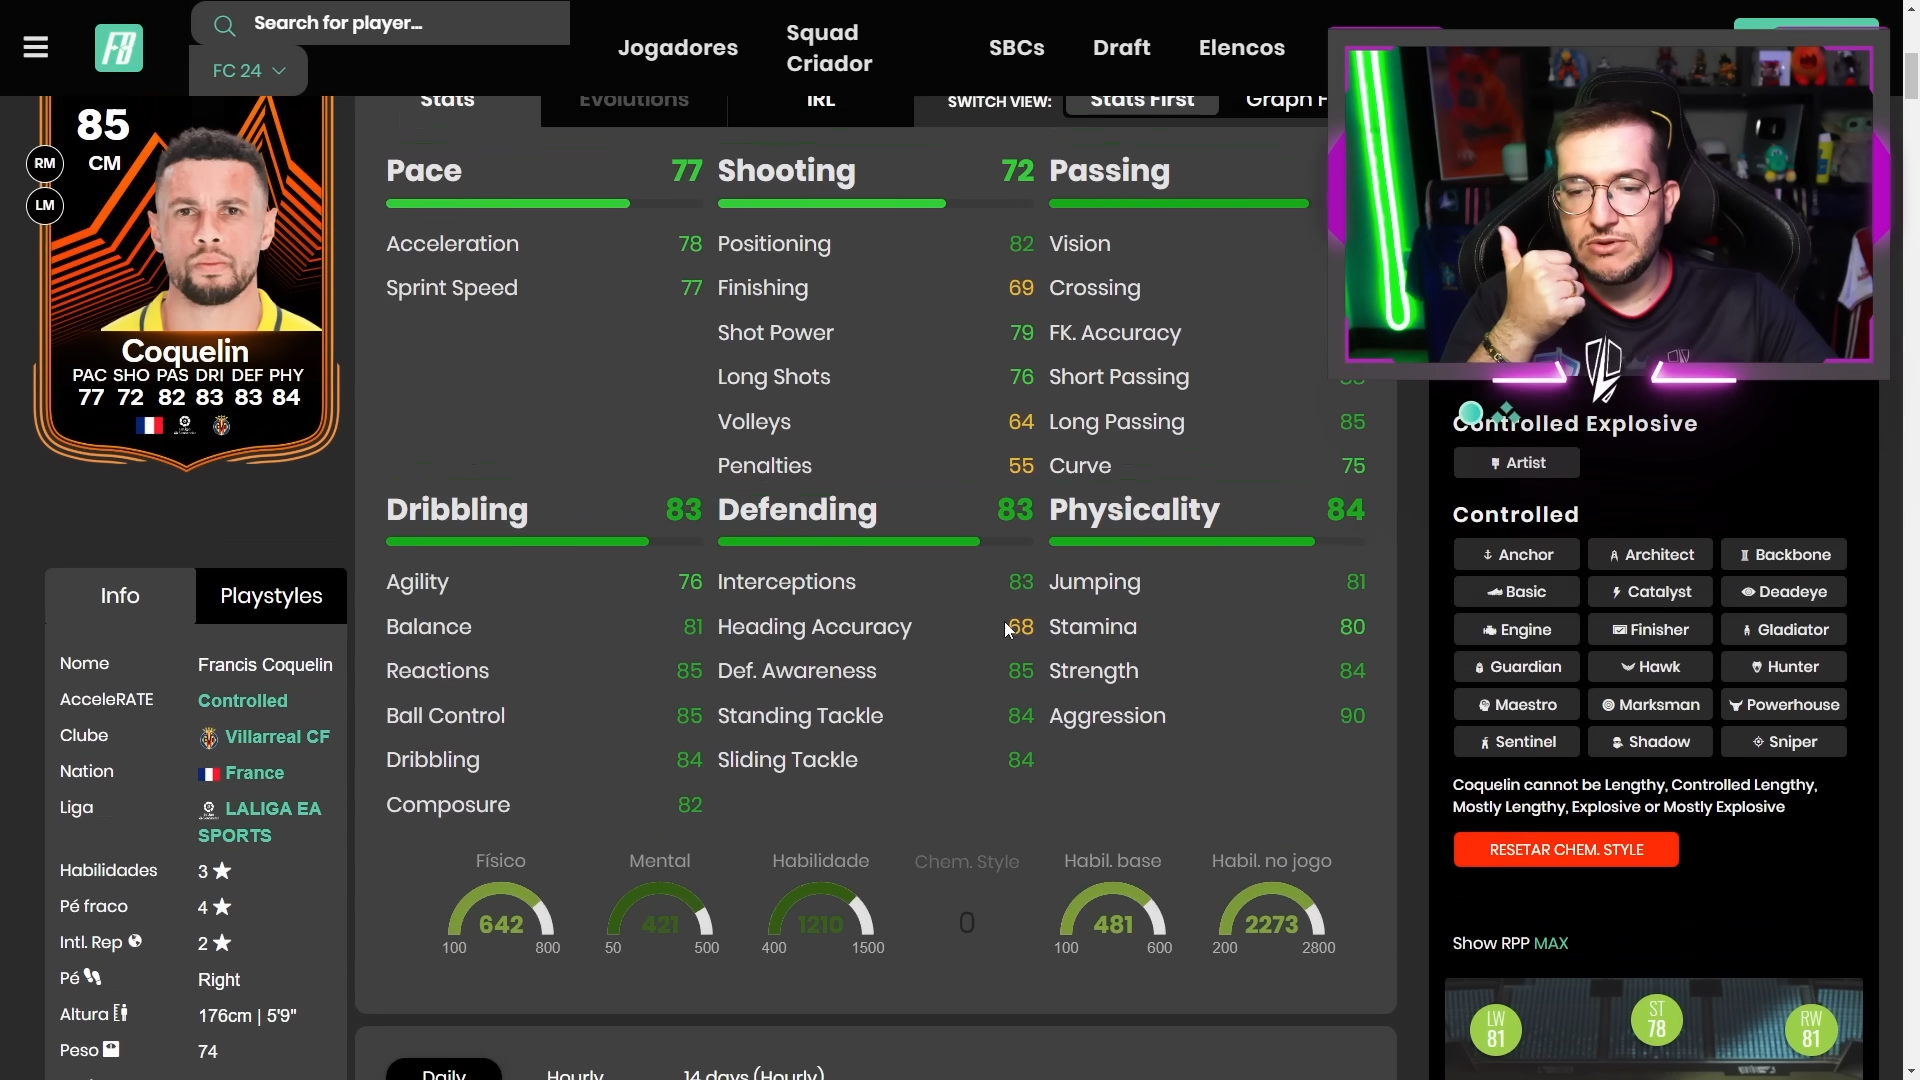 Search for player...
FC 24
Jogadores
Squad
Criador
SBCs
Draft
Elencos
Stats
Evolutions
IRL
SWITCH VIEW:
Stats First
Graph F
85
CM
RM
LM
Coquelin
PAC SHO PAS DRI DEF PHY
77 72 82 83 83 84
Pace 77
Acceleration 78
Sprint Speed 77
Shooting 72
Positioning 82
Finishing 69
Shot Power 79
Long Shots 76
Volleys 64
Penalties 55
Passing
Vision
Crossing
FK. Accuracy
Short Passing
Long Passing 85
Curve 75
Dribbling 83
Agility 76
Balance 81
Reactions 85
Ball Control 85
Dribbling 84
Composure 82
Defending 83
Interceptions 83
Heading Accuracy 68
Def. Awareness 85
Standing Tackle 84
Sliding Tackle 84
Physicality 84
Jumping 81
Stamina 80
Strength 84
Aggression 90
Físico
642
100 800
Mental
421
50 500
Habilidade
1210
400 1500
Chem. Style
0
Habil. base
481
100 600
Habil. no jogo
2273
200 2800
Daily
Hourly
14 days (Hourly)
Info
Playstyles
Nome Francis Coquelin
AcceleRATE Controlled
Clube Villarreal CF
Nation France
Liga LALIGA EA
SPORTS
Habilidades 3
Pé fraco 4
Intl. Rep 2
Pé Right
Altura 176cm | 5'9"
Peso 74
Controlled Explosive
Artist
Controlled
Anchor Architect Backbone
Basic Catalyst Deadeye
Engine Finisher Gladiator
Guardian Hawk Hunter
Maestro Marksman Powerhouse
Sentinel Shadow Sniper
Coquelin cannot be Lengthy, Controlled Lengthy,
Mostly Lengthy, Explosive or Mostly Explosive
RESETAR CHEM. STYLE
Show RPP MAX
LW
81
ST
78
RW
81